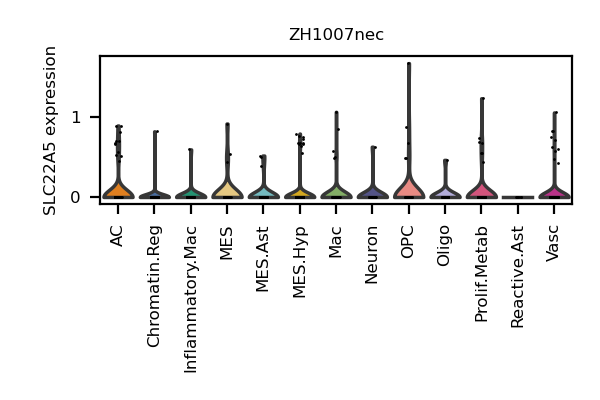 ZH1007nec
SLC22A5 expression
1
0
AC
Chromatin.Reg
Inflammatory.Mac
MES
MES.Ast
MES.Hyp
Mac
Neuron
OPC
Oligo
Prolif.Metab
Reactive.Ast
Vasc